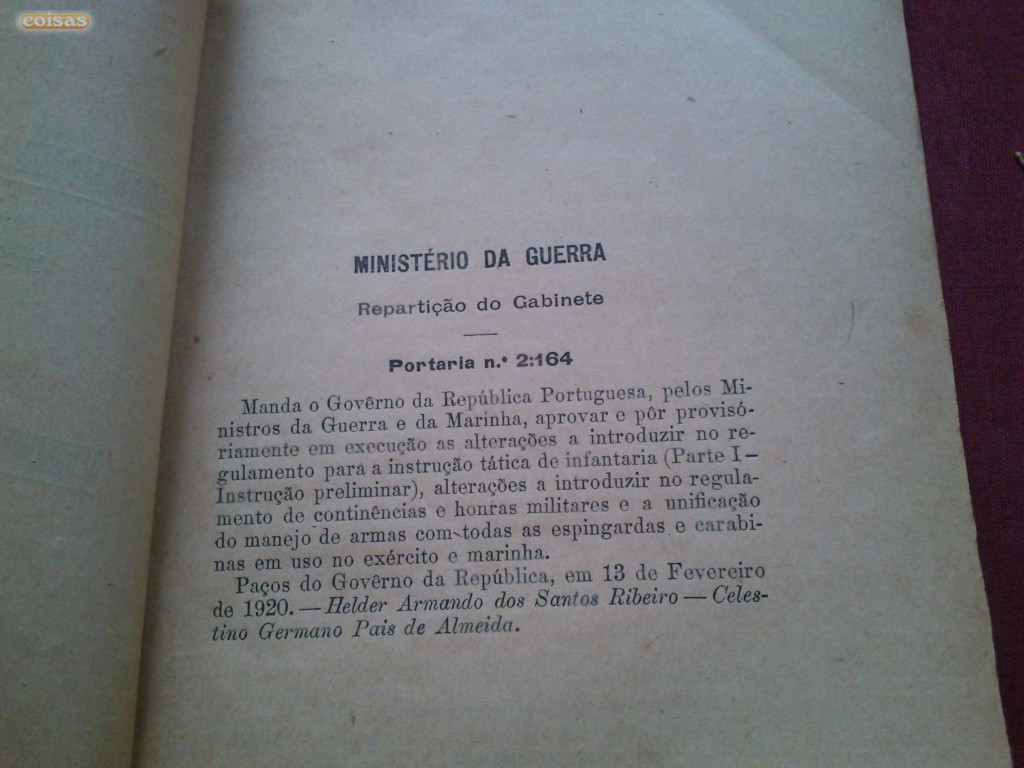 coisas
MINISTÉRIO DA GUERRA
Repartição do Gabinete
Portaria n.º 2:164
Manda o Govêrno da República Portuguesa, pelos Mi-
nistros da Guerra e da Marinha, aprovar e pôr provisó-
riamente em execução as alterações a introduzir no re-
gulamento para a instrução tática de infantaria (Parte I—
Instrução preliminar), alterações a introduzir no regula-
mento de continências e honras militares e a unificação
do manejo de armas com todas as espingardas e carabi-
nas em uso no exército e marinha.
Paços do Govêrno da República, em 13 de Fevereiro
de 1920.—Helder Armando dos Santos Ribeiro—Celes-
tino Germano Pais de Almeida.